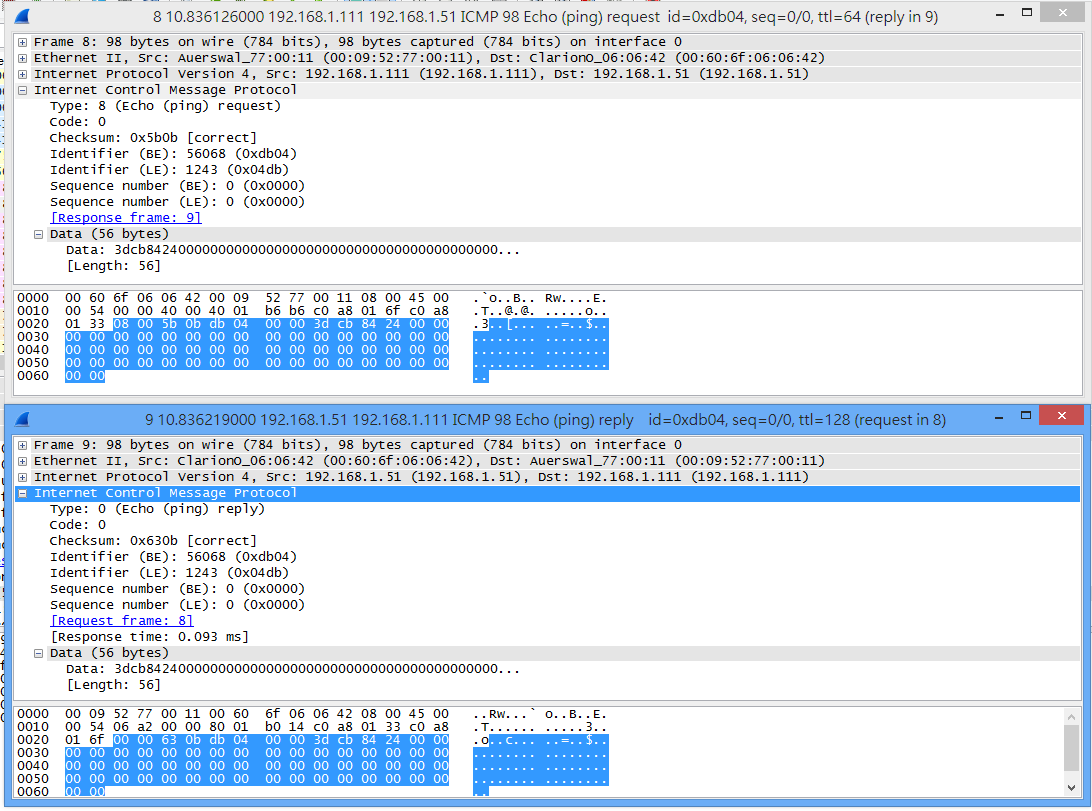 8 10.836126000 192.168.1.111 192.168.1.51 ICMP 98 Echo (ping) request id=0xdb04, seq=0/0, ttl=64 (reply in 9)
Frame 8: 98 bytes on wire (784 bits), 98 bytes captured (784 bits) on interface 0
Ethernet II, Src: Auerswal_77:00:11 (00:09:52:77:00:11), Dst: ClarionO_06:06:42 (00:60:6f:06:06:42)
Internet Protocol Version 4, Src: 192.168.1.111 (192.168.1.111), Dst: 192.168.1.51 (192.168.1.51)
Internet Control Message Protocol
Type: 8 (Echo (ping) request)
Code: 0
Checksum: 0x5b0b [correct]
Identifier (BE): 56068 (0xdb04)
Identifier (LE): 1243 (0x04db)
Sequence number (BE): 0 (0x0000)
Sequence number (LE): 0 (0x0000)
[Response frame: 9]
Data (56 bytes)
Data: 3dcb84240000000000000000000000000000000000000000...
[Length: 56]
0000 00 60 6f 06 06 42 00 09 52 77 00 11 08 00 45 00 .`o..B.. Rw....E.
0010 00 54 00 00 40 00 40 01 b6 b6 c0 a8 01 6f c0 a8 .T..@.@. .....o..
0020 01 33 08 00 5b 0b db 04 00 00 3d cb 84 24 00 00 .3..[... ..=..$..
0030 00 00 00 00 00 00 00 00 00 00 00 00 00 00 00 00 ........ ........
0040 00 00 00 00 00 00 00 00 00 00 00 00 00 00 00 00 ........ ........
0050 00 00 00 00 00 00 00 00 00 00 00 00 00 00 00 00 ........ ........
0060 00 00 ..
9 10.836219000 192.168.1.51 192.168.1.111 ICMP 98 Echo (ping) reply id=0xdb04, seq=0/0, ttl=128 (request in 8)
Frame 9: 98 bytes on wire (784 bits), 98 bytes captured (784 bits) on interface 0
Ethernet II, Src: ClarionO_06:06:42 (00:60:6f:06:06:42), Dst: Auerswal_77:00:11 (00:09:52:77:00:11)
Internet Protocol Version 4, Src: 192.168.1.51 (192.168.1.51), Dst: 192.168.1.111 (192.168.1.111)
Internet Control Message Protocol
Type: 0 (Echo (ping) reply)
Code: 0
Checksum: 0x630b [correct]
Identifier (BE): 56068 (0xdb04)
Identifier (LE): 1243 (0x04db)
Sequence number (BE): 0 (0x0000)
Sequence number (LE): 0 (0x0000)
[Request frame: 8]
[Response time: 0.093 ms]
Data (56 bytes)
Data: 3dcb84240000000000000000000000000000000000000000...
[Length: 56]
0000 00 09 52 77 00 11 00 60 6f 06 06 42 08 00 45 00 ..Rw...` o..B..E.
0010 00 54 06 a2 00 00 80 01 b0 14 c0 a8 01 33 c0 a8 .T...... .....3..
0020 01 6f 00 00 63 0b db 04 00 00 3d cb 84 24 00 00 .o..c... ..=..$..
0030 00 00 00 00 00 00 00 00 00 00 00 00 00 00 00 00 ........ ........
0040 00 00 00 00 00 00 00 00 00 00 00 00 00 00 00 00 ........ ........
0050 00 00 00 00 00 00 00 00 00 00 00 00 00 00 00 00 ........ ........
0060 00 00 ..